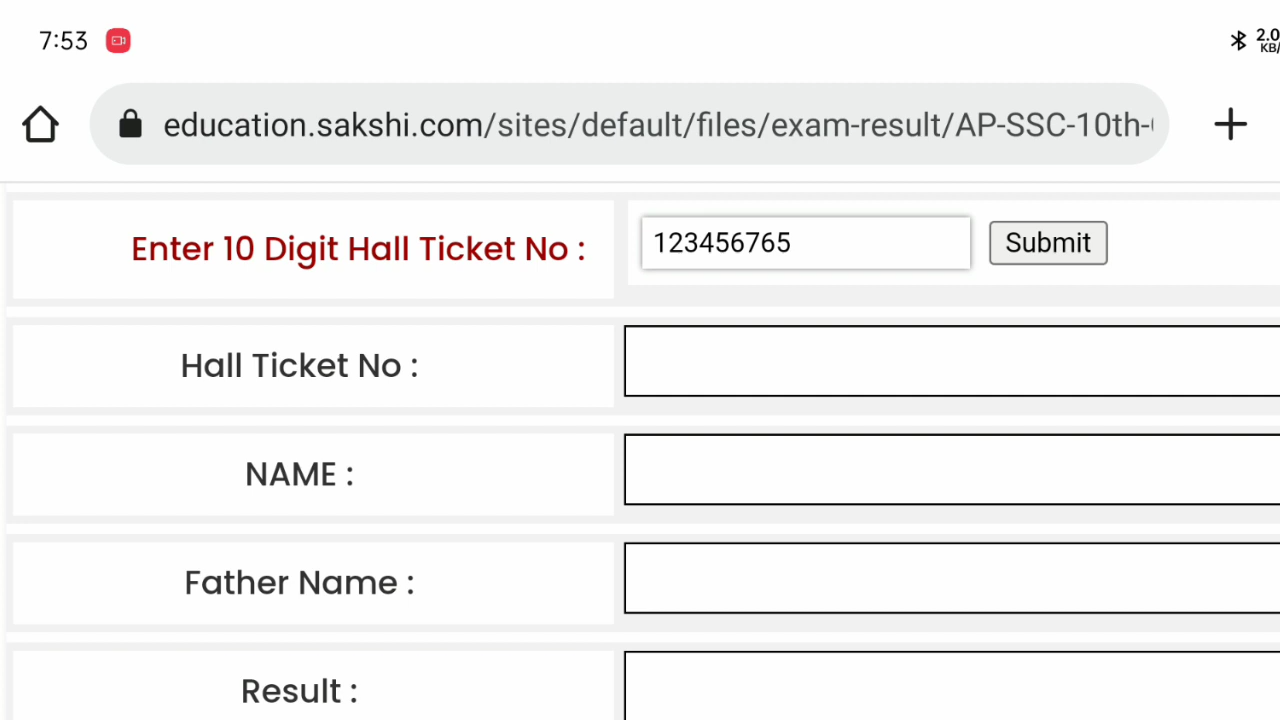 7:53
2.0
KB/
education.sakshi.com/sites/default/files/exam-result/AP-SSC-10th-
Enter 10 Digit Hall Ticket No : 123456765 Submit
Hall Ticket No :
NAME :
Father Name :
Result :